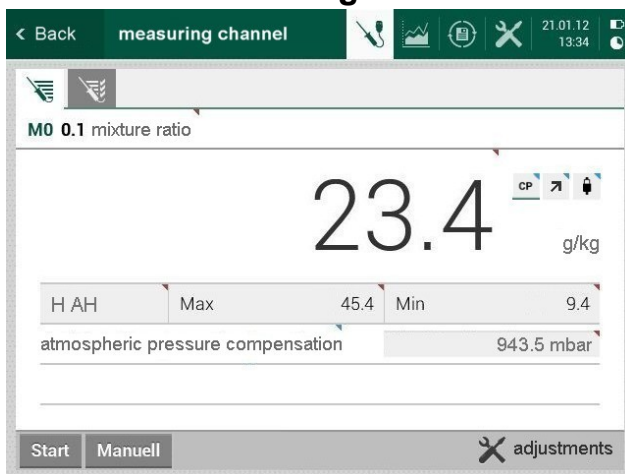 < Back measuring channel 21.01.12
13:34
M0 0.1 mixture ratio
23.4 CP
g/kg
H AH Max 45.4 Min 9.4
atmospheric pressure compensation 943.5 mbar
Start Manuell adjustments